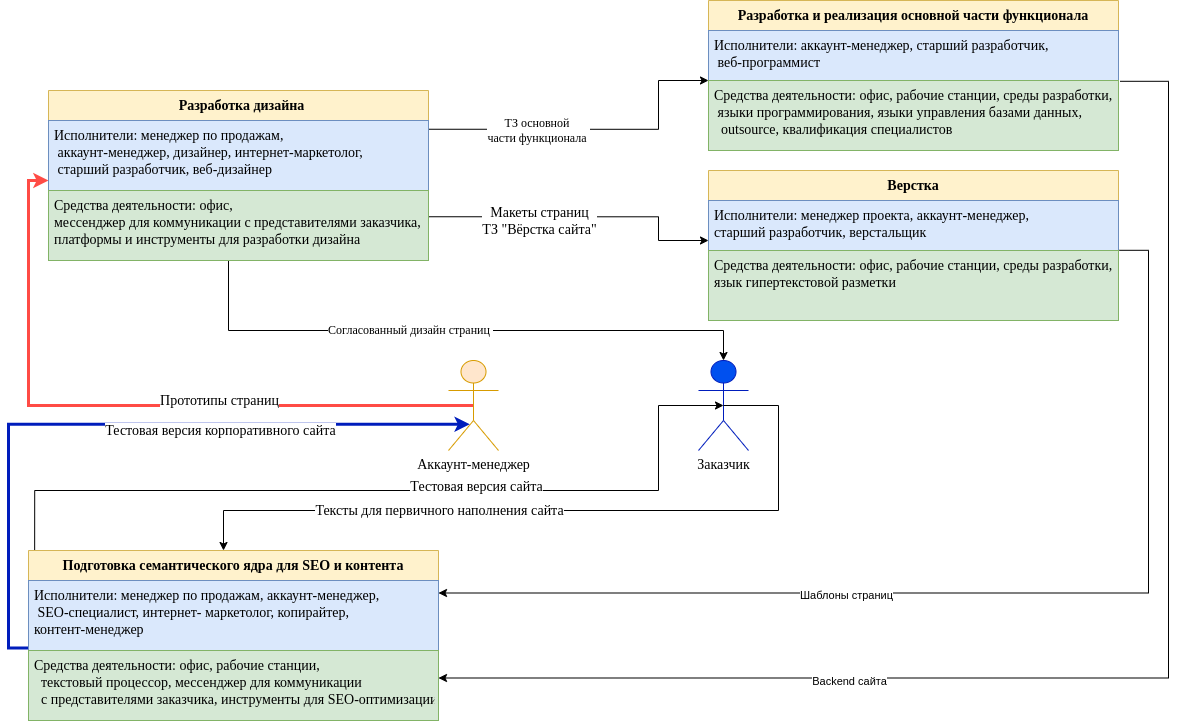 Разработка и реализация основной части функционала
Исполнители: аккаунт-менеджер, старший разработчик,
веб-программист
Средства деятельности: офис, рабочие станции, среды разработки,
языки программирования, языки управления базами данных,
outsource, квалификация специалистов
Разработка дизайна
Исполнители: менеджер по продажам,
аккаунт-менеджер, дизайнер, интернет-маркетолог,
старший разработчик, веб-дизайнер
Средства деятельности: офис,
мессенджер для коммуникации с представителями заказчика,
платформы и инструменты для разработки дизайна
ТЗ основной
части функционала
Макеты страниц
ТЗ "Вёрстка сайта"
Верстка
Исполнители: менеджер проекта, аккаунт-менеджер,
старший разработчик, верстальщик
Средства деятельности: офис, рабочие станции, среды разработки,
язык гипертекстовой разметки
Согласованный дизайн страниц
Прототипы страниц
Тестовая версия корпоративного сайта
Аккаунт-менеджер
Заказчик
Тестовая версия сайта
Тексты для первичного наполнения сайта
Подготовка семантического ядра для SEO и контента
Исполнители: менеджер по продажам, аккаунт-менеджер,
SEO-специалист, интернет- маркетолог, копирайтер,
контент-менеджер
Средства деятельности: офис, рабочие станции,
текстовый процессор, мессенджер для коммуникации
с представителями заказчика, инструменты для SEO-оптимизации
Шаблоны страниц
Backend сайта